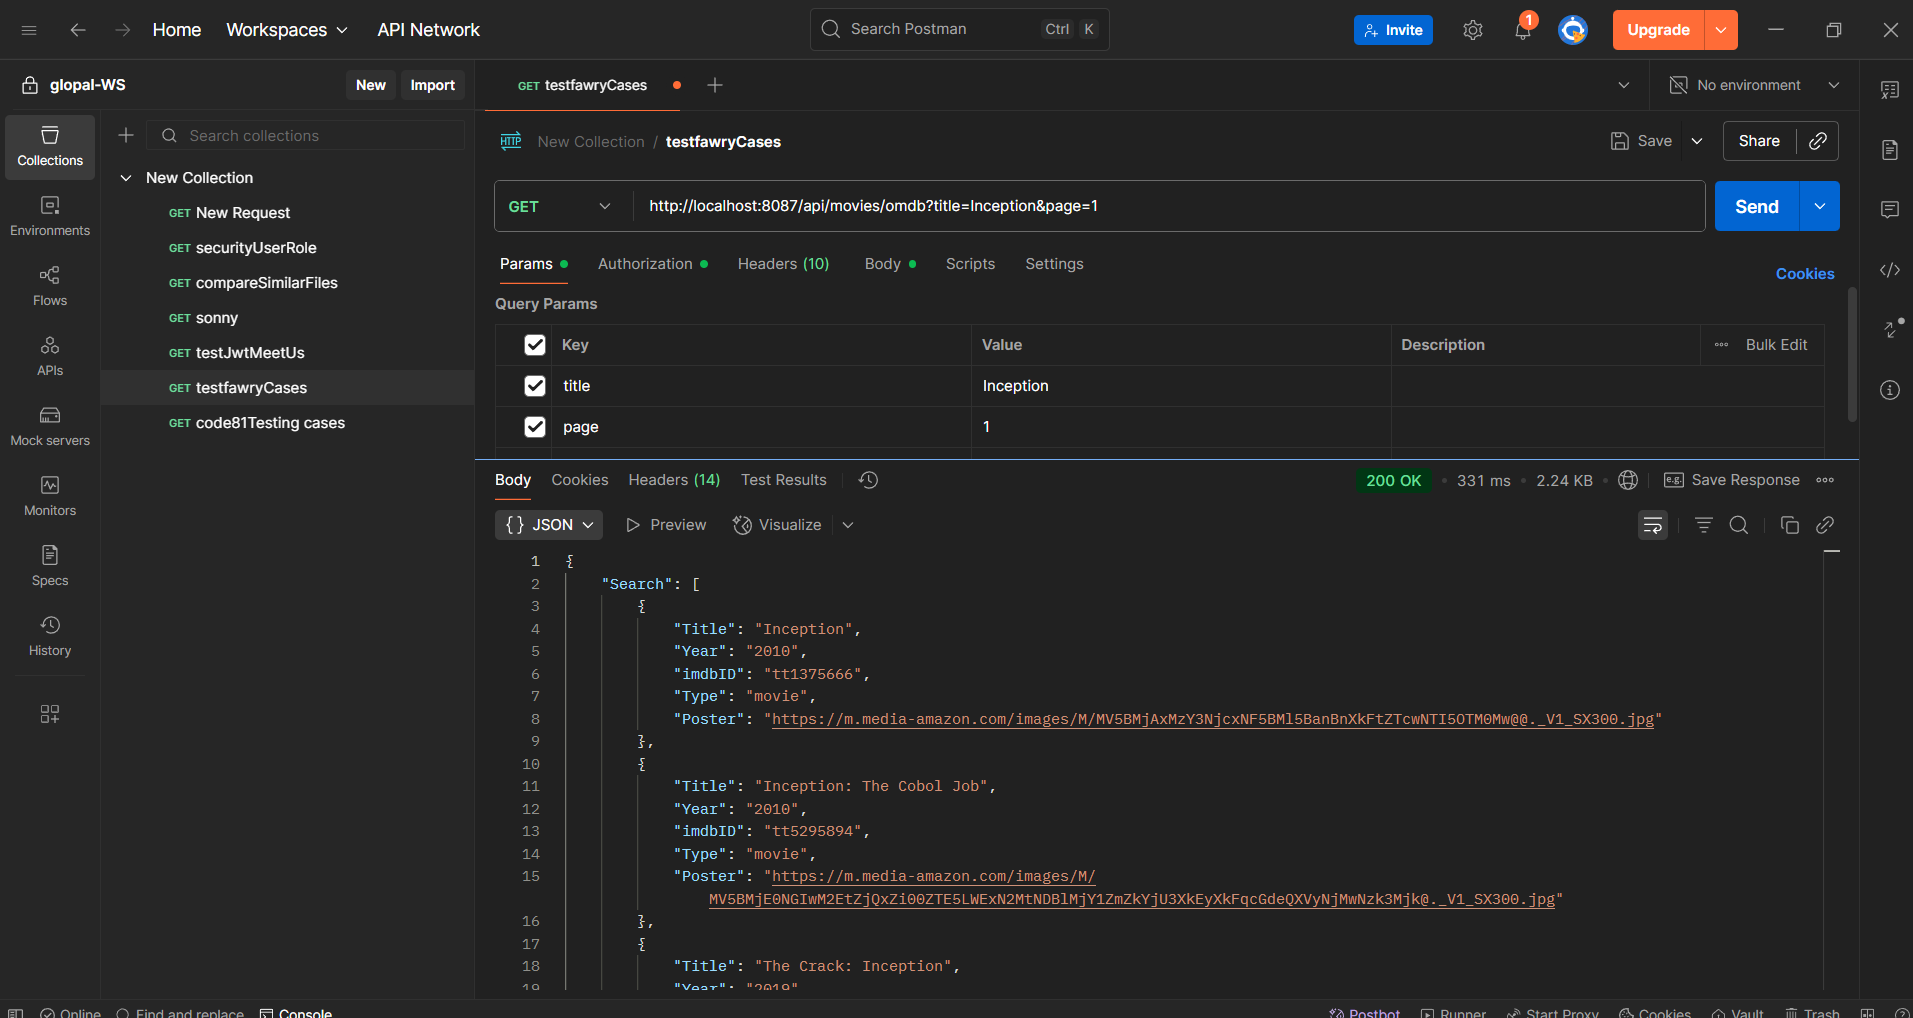 Home Workspaces API Network Search Postman Ctrl K Invite 1 Upgrade
glopal-WS New Import GET testfawryCases No environment
Collections
Environments
Flows
APIs
Mock servers
Monitors
Specs
History
Search collections
New Collection
GET New Request
GET securityUserRole
GET compareSimilarFiles
GET sonny
GET testJwtMeetUs
GET testfawryCases
GET code81Testing cases
HTTP New Collection / testfawryCases Save Share
GET http://localhost:8087/api/movies/omdb?title=Inception&page=1 Send
Params Authorization Headers (10) Body Scripts Settings Cookies
Query Params
Key Value Description Bulk Edit
title Inception
page 1
Body Cookies Headers (14) Test Results 200 OK 331 ms 2.24 KB e.g. Save Response
{} JSON Preview Visualize
1 {
2 "Search": [
3 {
4 "Title": "Inception",
5 "Year": "2010",
6 "imdbID": "tt1375666",
7 "Type": "movie",
8 "Poster": "https://m.media-amazon.com/images/M/MV5BMjAxMzY3NjcxNF5BMl5BanBnXkFtZTcwNTI5OTM0Mw@@._V1_SX300.jpg"
9 },
10 {
11 "Title": "Inception: The Cobol Job",
12 "Year": "2010",
13 "imdbID": "tt5295894",
14 "Type": "movie",
15 "Poster": "https://m.media-amazon.com/images/M/
MV5BMjE0NGIwM2EtZjQxZi00ZTE5LWExN2MtNDBlMjY1ZmZkYjU3XkEyXkFqcGdeQXVyNjMwNzk3Mjk@._V1_SX300.jpg"
16 },
17 {
18 "Title": "The Crack: Inception",
19 "Year": "2019"
Online Find and replace Console Postbot Runner Start Proxy Cookies Vault Trash